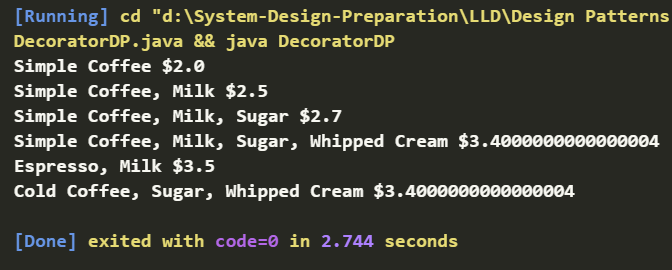 [Running] cd "d:\System-Design-Preparation\LLD\Design Patterns
DecoratorDP.java && java DecoratorDP
Simple Coffee $2.0
Simple Coffee, Milk $2.5
Simple Coffee, Milk, Sugar $2.7
Simple Coffee, Milk, Sugar, Whipped Cream $3.4000000000000004
Espresso, Milk $3.5
Cold Coffee, Sugar, Whipped Cream $3.4000000000000004
[Done] exited with code=0 in 2.744 seconds